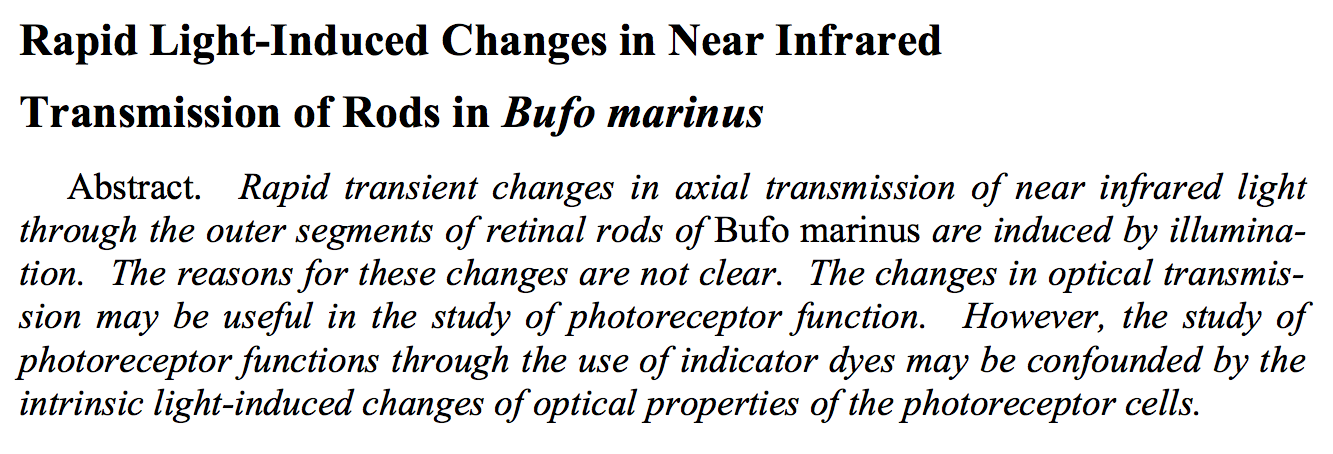 Rapid Light-Induced Changes in Near Infrared
Transmission of Rods in Bufo marinus
Abstract. Rapid transient changes in axial transmission of near infrared light
through the outer segments of retinal rods of Bufo marinus are induced by illumina-
tion. The reasons for these changes are not clear. The changes in optical transmis-
sion may be useful in the study of photoreceptor function. However, the study of
photoreceptor functions through the use of indicator dyes may be confounded by the
intrinsic light-induced changes of optical properties of the photoreceptor cells.